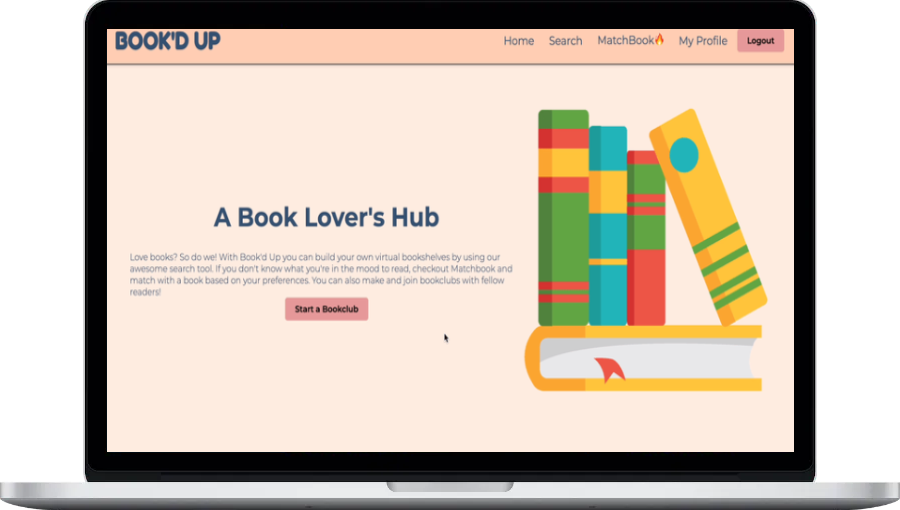 BOOK'D UP
Home Search MatchBook🔥 My Profile Logout
A Book Lover's Hub
Love books? So do we! With Book'd Up you can build your own virtual bookshelves by using our
awesome search tool. If you don't know what you're in the mood to read, checkout Matchbook and
match with a book based on your preferences. You can also make and join bookclubs with fellow
readers!
Start a Bookclub